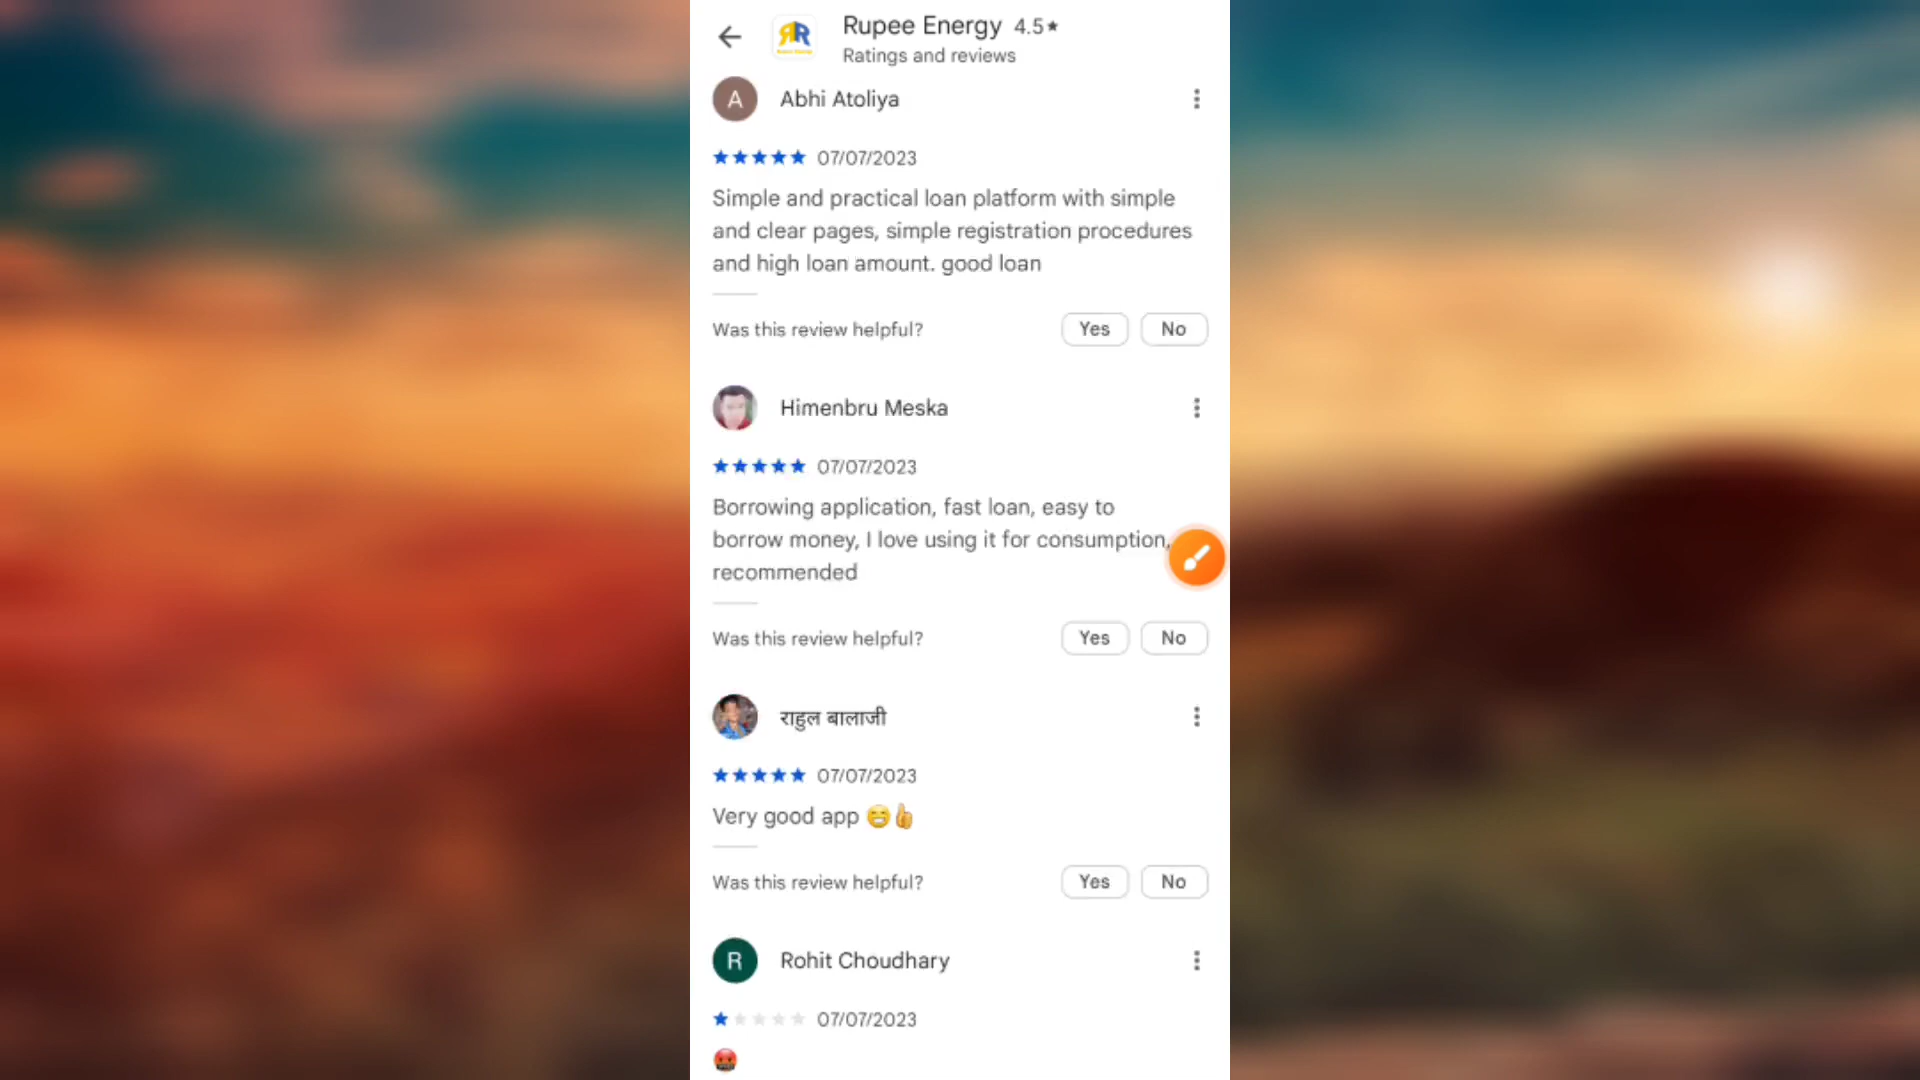 Rupee Energy 4.5★
Ratings and reviews
A Abhi Atoliya
07/07/2023
Simple and practical loan platform with simple
and clear pages, simple registration procedures
and high loan amount. good loan
Was this review helpful? Yes No
Himenbru Meska
07/07/2023
Borrowing application, fast loan, easy to
borrow money, I love using it for consumption,
recommended
Was this review helpful? Yes No
राहुल बालाजी
07/07/2023
Very good app 😁👍
Was this review helpful? Yes No
R Rohit Choudhary
07/07/2023
🤬